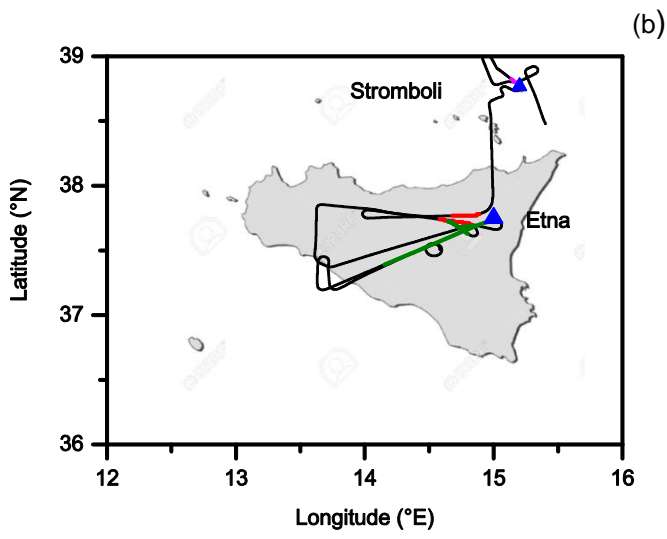 (b)
39
Stromboli
38
Etna
Latitude (°N)
37
36
12 13 14 15 16
Longitude (°E)